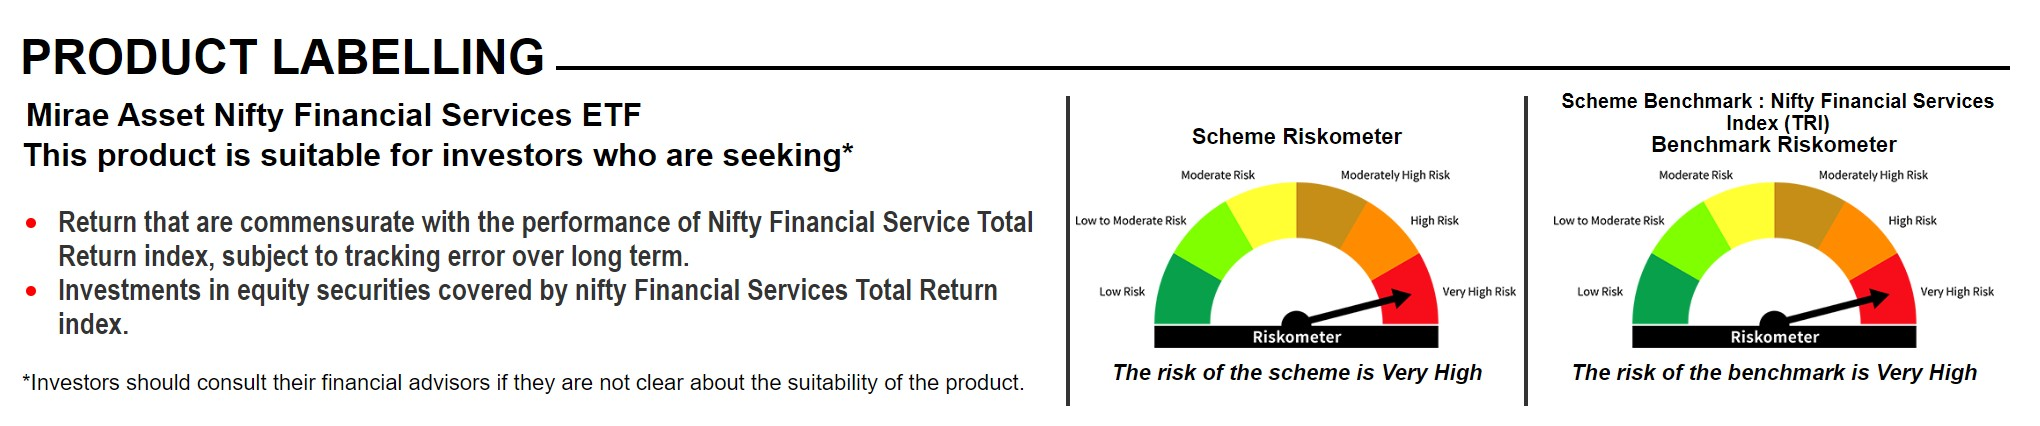 PRODUCT LABELLING
Mirae Asset Nifty Financial Services ETF
This product is suitable for investors who are seeking*
• Return that are commensurate with the performance of Nifty Financial Service Total
Return index, subject to tracking error over long term.
• Investments in equity securities covered by nifty Financial Services Total Return
index.
*Investors should consult their financial advisors if they are not clear about the suitability of the product.
Scheme Riskometer
Moderate Risk
Moderately High Risk
Low to Moderate Risk
High Risk
Low Risk
Very High Risk
Riskometer
The risk of the scheme is Very High
Scheme Benchmark : Nifty Financial Services
Index (TRI)
Benchmark Riskometer
Moderate Risk
Moderately High Risk
Low to Moderate Risk
High Risk
Low Risk
Very High Risk
Riskometer
The risk of the benchmark is Very High